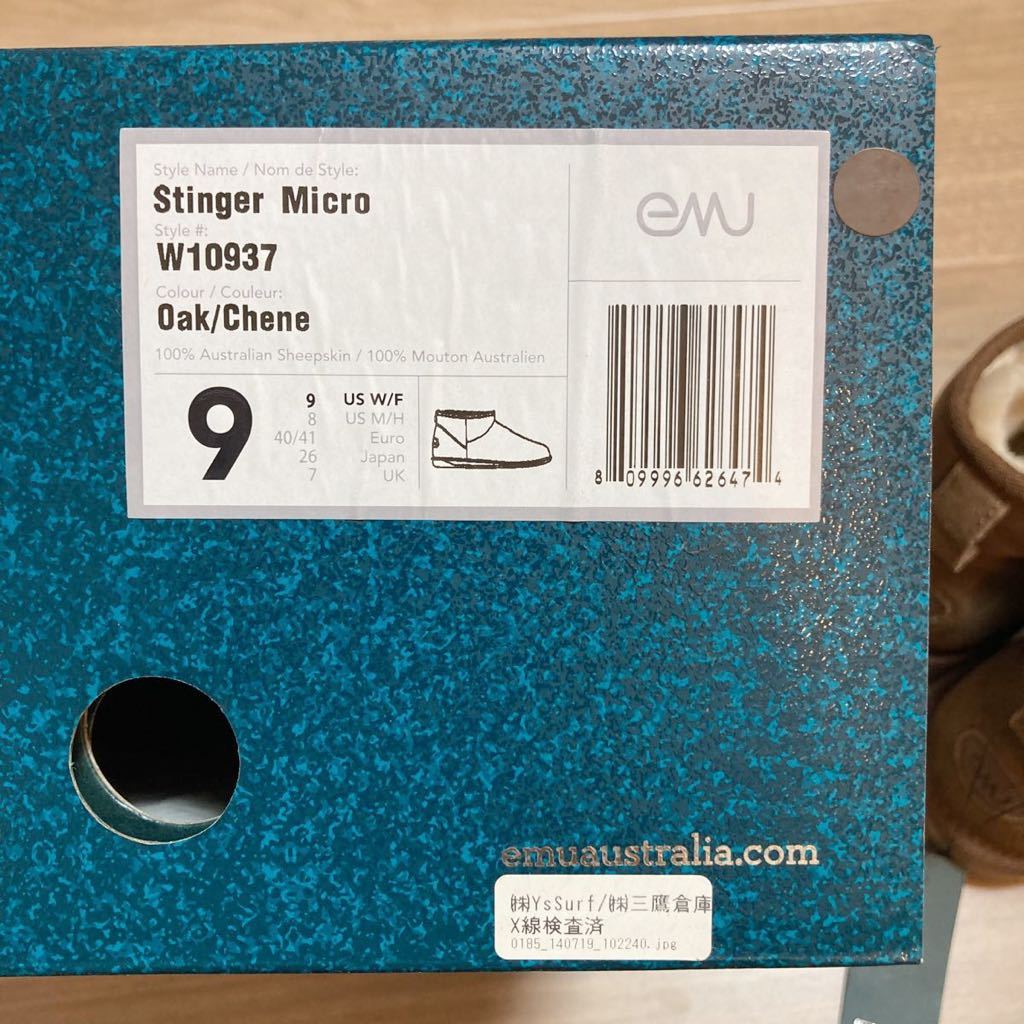 Style Name / Nom de Style:
Stinger Micro
Style #:
W10937
Colour / Couleur:
Oak/Chene
100% Australian Sheepskin / 100% Mouton Australien
9
9 US W/F
8 US M/H
40/41 Euro
26 Japan
7 UK
emu
8 09996 62647 4
emuaustralia.com
㈱YsSurf/㈱三鷹倉庫
X線検査済
0185_140719_102240.jpg